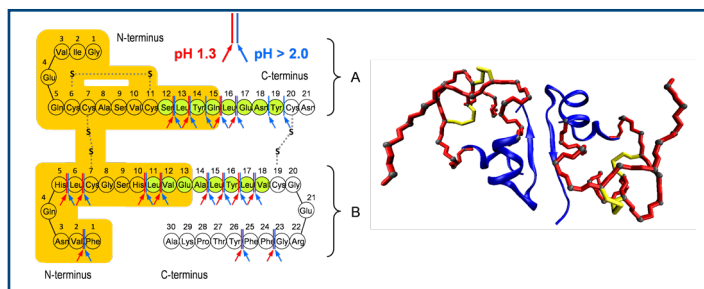 N-terminus
pH 1.3 pH > 2.0
C-terminus
3 2 1
Val Ile Gly
4
Glu
S S
5 6 7 8 9 10 11 12 13 14 15 16 17 18 19 20 21
Gln Cys Cys Ala Ser Val Cys Ser Leu Tyr Gln Leu Glu Asn Tyr Cys Asn
A
S S
S S
5 6 7 8 9 10 11 12 13 14 15 16 17 18 19 20
His Leu Cys Gly Ser His Leu Val Glu Ala Leu Tyr Leu Val Cys Gly
4
Gln
21
Glu
B
3 2 1
Asn Val Phe
30 29 28 27 26 25 24 23 22
Ala Lys Pro Thr Tyr Phe Phe Gly Arg
N-terminus
C-terminus